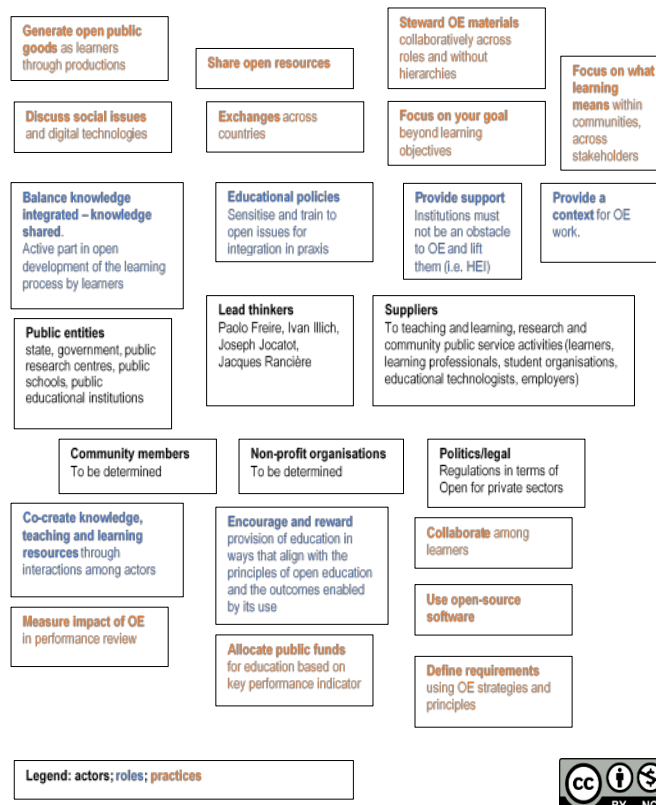 Generate open public
goods as learners
through productions
Share open resources
Steward OE materials
collaboratively across
roles and without
hierarchies
Focus on what
learning
means within
communities,
across
stakeholders
Discuss social issues
and digital technologies
Exchanges across
countries
Focus on your goal
beyond learning
objectives
Balance knowledge
integrated – knowledge
shared.
Active part in open
development of the learning
process by learners
Educational policies
Sensitise and train to
open issues for
integration in praxis
Provide support
Institutions must
not be an obstacle
to OE and lift
them (i.e. HEI)
Provide a
context for OE
work.
Public entities
state, government, public
research centres, public
schools, public
educational institutions
Lead thinkers
Paolo Freire, Ivan Illich,
Joseph Jocatot,
Jacques Rancière
Suppliers
To teaching and learning, research and
community public service activities (learners,
learning professionals, student organisations,
educational technologists, employers)
Community members
To be determined
Non-profit organisations
To be determined
Politics/legal
Regulations in terms of
Open for private sectors
Co-create knowledge,
teaching and learning
resources through
interactions among actors
Encourage and reward
provision of education in
ways that align with the
principles of open education
and the outcomes enabled
by its use
Collaborate among
learners
Measure impact of OE
in performance review
Use open-source
software
Allocate public funds
for education based on
key performance indicator
Define requirements
using OE strategies and
principles
Legend: actors; roles; practices
cc